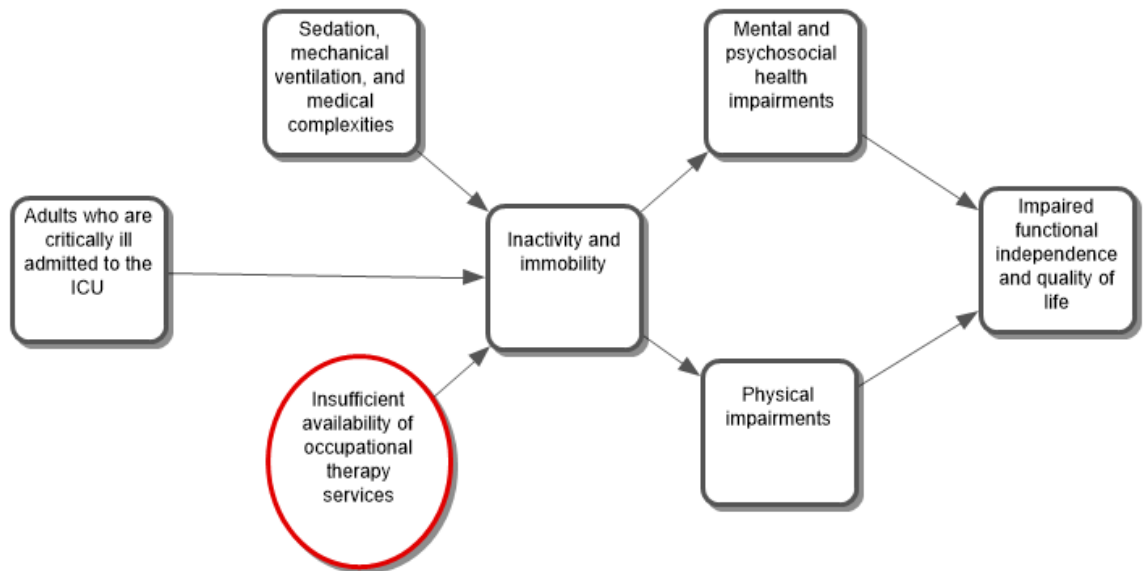 Sedation,
mechanical
ventilation, and
medical
complexities
Mental and
psychosocial
health
impairments
Adults who are
critically ill
admitted to the
ICU
Inactivity and
immobility
Impaired
functional
independence
and quality of
life
Insufficient
availability of
occupational
therapy
services
Physical
impairments